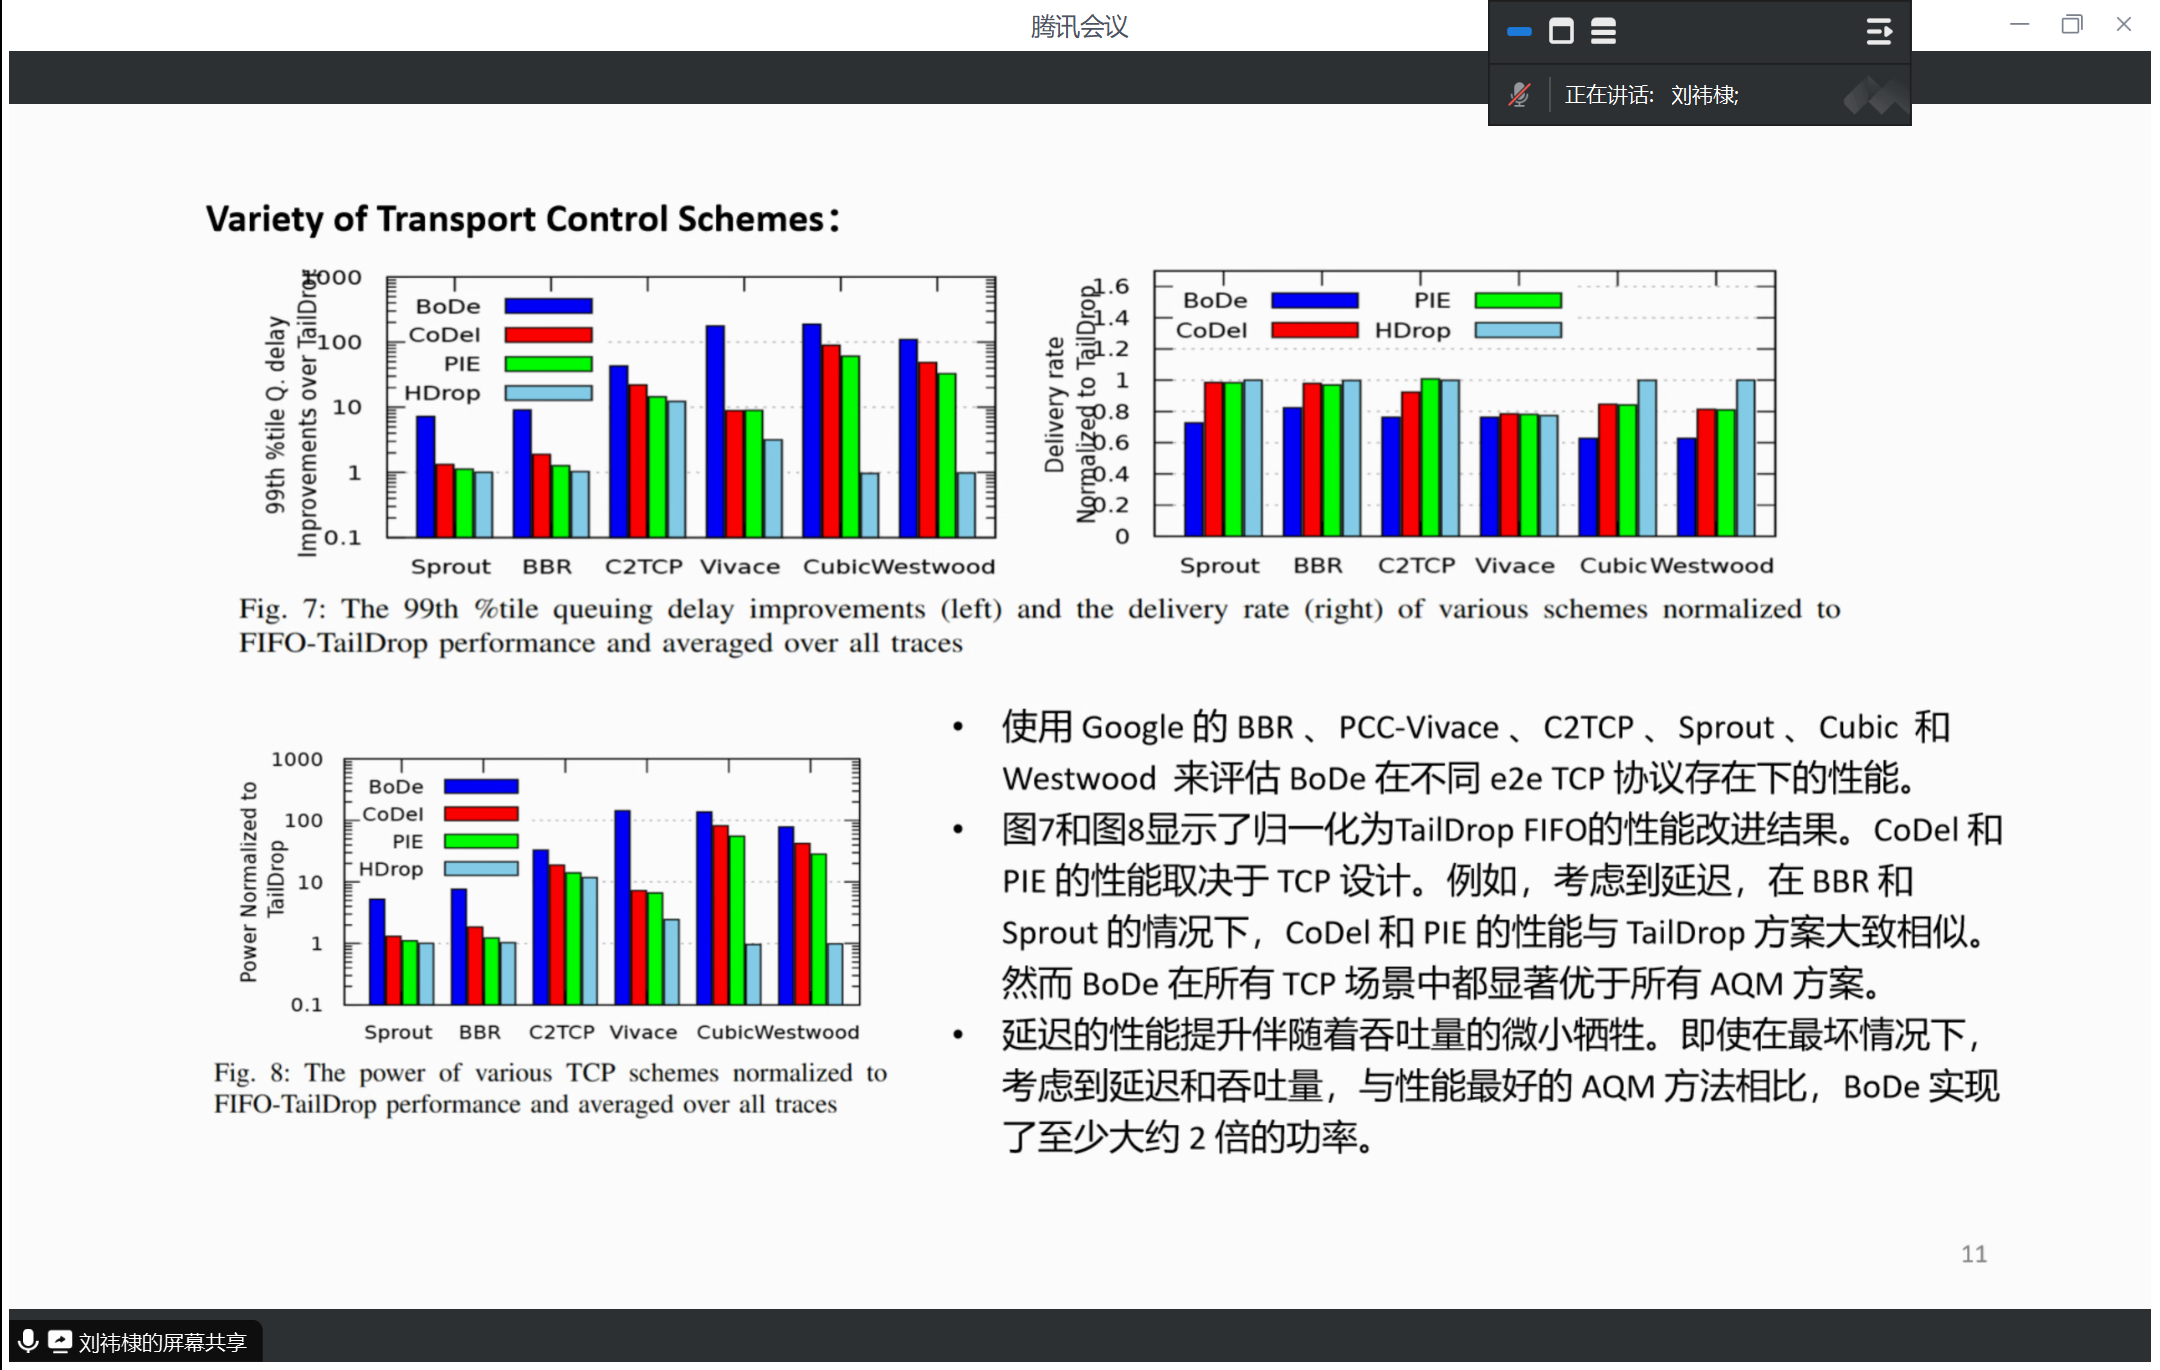 腾讯会议
正在讲话: 刘祎棣;
Variety of Transport Control Schemes：
99th %tile Q. delay
Improvements over TailDrop
1000
100
10
1
0.1
BoDe
CoDel
PIE
HDrop
Sprout BBR C2TCP Vivace Cubic Westwood
Delivery rate
Normalized to TailDrop
1.6
1.4
1.2
1
0.8
0.6
0.4
0.2
0
BoDe PIE
CoDel HDrop
Sprout BBR C2TCP Vivace Cubic Westwood
Fig. 7: The 99th %tile queuing delay improvements (left) and the delivery rate (right) of various schemes normalized to
FIFO-TailDrop performance and averaged over all traces
Power Normalized to
TailDrop
1000
100
10
1
0.1
BoDe
CoDel
PIE
HDrop
Sprout BBR C2TCP Vivace Cubic Westwood
Fig. 8: The power of various TCP schemes normalized to
FIFO-TailDrop performance and averaged over all traces
• 使用 Google 的 BBR 、PCC-Vivace 、C2TCP 、Sprout 、Cubic 和
Westwood 来评估 BoDe 在不同 e2e TCP 协议存在下的性能。
• 图7和图8显示了归一化为TailDrop FIFO的性能改进结果。CoDel 和
PIE 的性能取决于 TCP 设计。例如，考虑到延迟，在 BBR 和
Sprout 的情况下，CoDel 和 PIE 的性能与 TailDrop 方案大致相似。
然而 BoDe 在所有 TCP 场景中都显著优于所有 AQM 方案。
• 延迟的性能提升伴随着吞吐量的微小牺牲。即使在最坏情况下，
考虑到延迟和吞吐量，与性能最好的 AQM 方法相比，BoDe 实现
了至少大约 2 倍的功率。
11
刘祎棣的屏幕共享